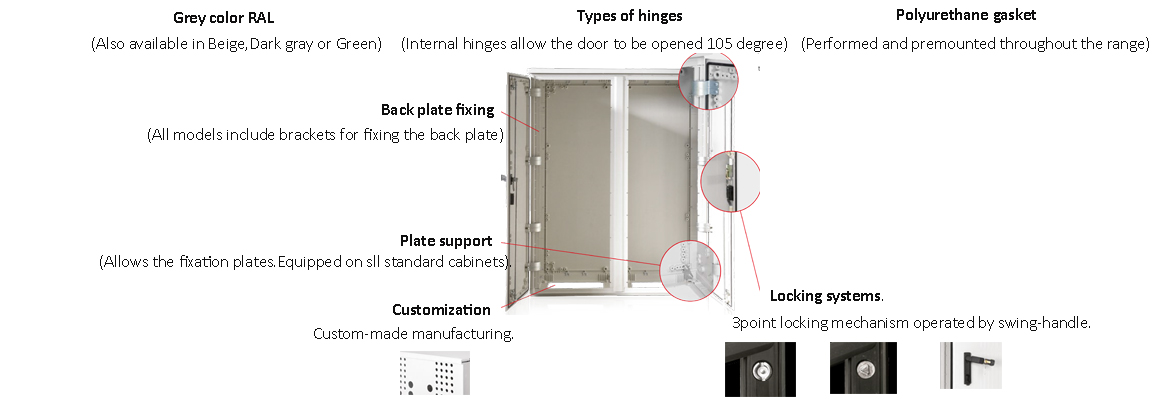 Grey color RAL
Types of hinges
Polyurethane gasket
(Also available in Beige, Dark gray or Green)
(Internal hinges allow the door to be opened 105 degree)
(Performed and premounted throughout the range)
Back plate fixing
(All models include brackets for fixing the back plate)
Plate support
(Allows the fixation plates. Equipped on sll standard cabinets).
Customization
Custom-made manufacturing.
Locking systems.
3point locking mechanism operated by swing-handle.